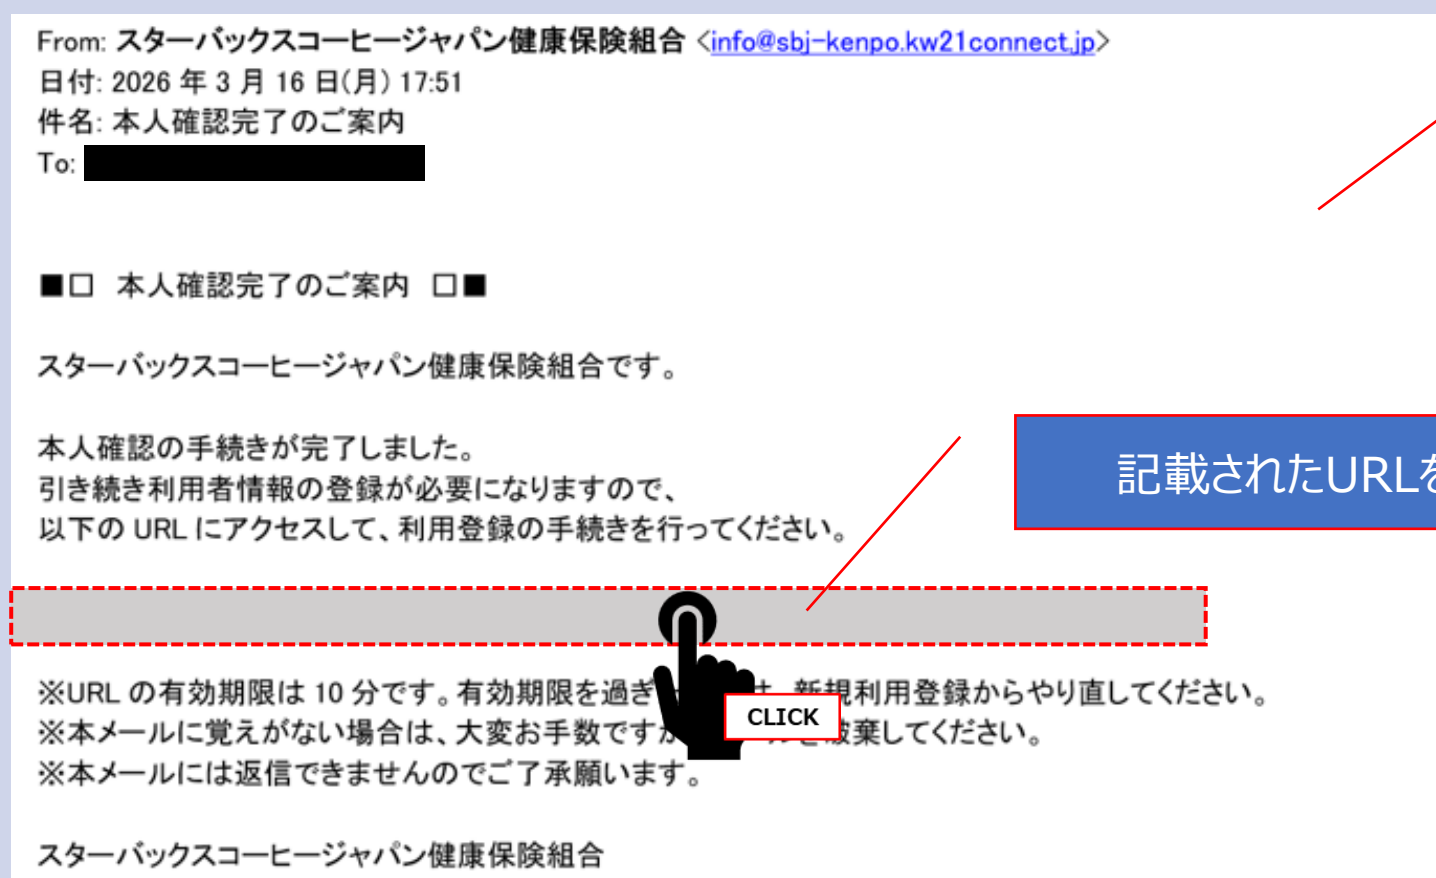 From: スターバックスコーヒージャパン健康保険組合 <info@sbj-kenpo.kw21connect.jp>
日付: 2026 年 3 月 16 日(月) 17:51
件名: 本人確認完了のご案内
To:
■□ 本人確認完了のご案内 □■
スターバックスコーヒージャパン健康保険組合です。
本人確認の手続きが完了しました。
引き続き利用者情報の登録が必要になりますので、
以下の URL にアクセスして、利用登録の手続きを行ってください。
記載されたURLを
※URL の有効期限は 10 分です。有効期限を過ぎ 新規利用登録からやり直してください。
CLICK
※本メールに覚えがない場合は、大変お手数ですが 破棄してください。
※本メールには返信できませんのでご了承願います。
スターバックスコーヒージャパン健康保険組合